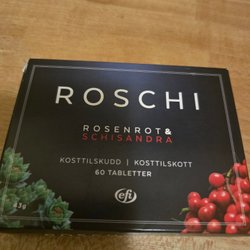 ROSCHI
ROSENROT &
SCHISANDRA
KOSTTILSKUDD | KOSTTILSKOTT
60 TABLETTER
efi